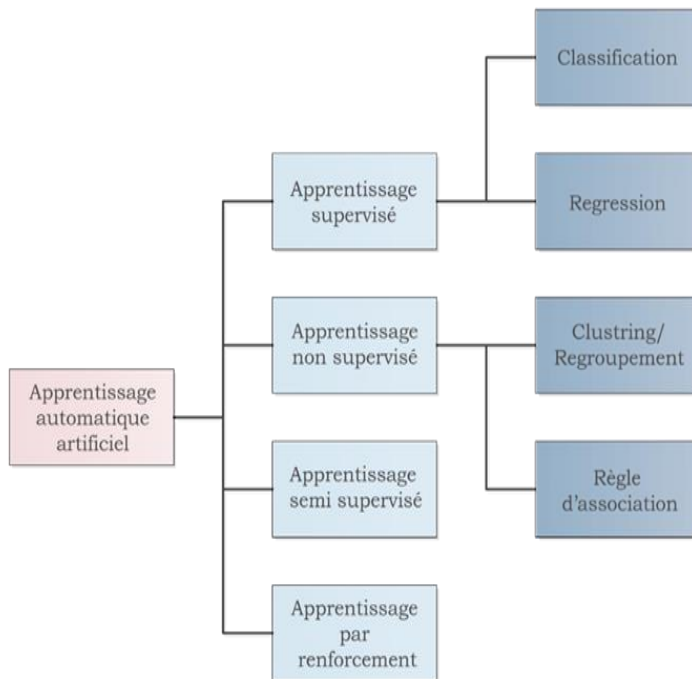 Apprentissage
automatique
artificiel
Apprentissage
supervisé
Classification
Regression
Apprentissage
non supervisé
Clustring/
Regroupement
Règle
d'association
Apprentissage
semi supervisé
Apprentissage
par
renforcement